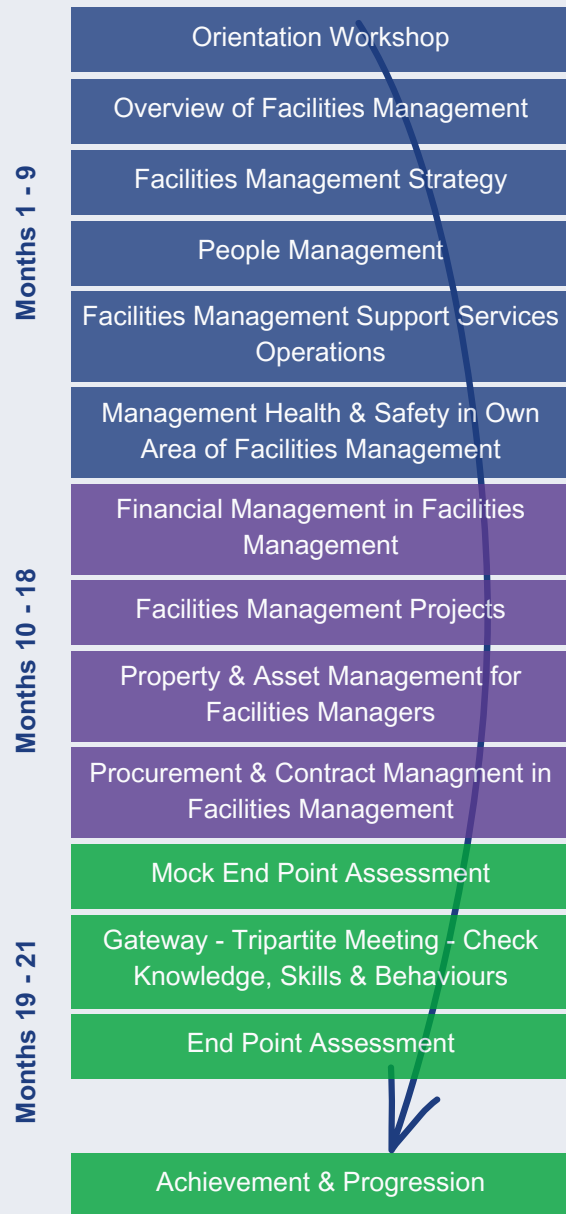 Months 1 - 9
Orientation Workshop
Overview of Facilities Management
Facilities Management Strategy
People Management
Facilities Management Support Services
Operations
Management Health & Safety in Own
Area of Facilities Management
Months 10 - 18
Financial Management in Facilities
Management
Facilities Management Projects
Property & Asset Management for
Facilities Managers
Procurement & Contract Managment in
Facilities Management
Months 19 - 21
Mock End Point Assessment
Gateway - Tripartite Meeting - Check
Knowledge, Skills & Behaviours
End Point Assessment
Achievement & Progression